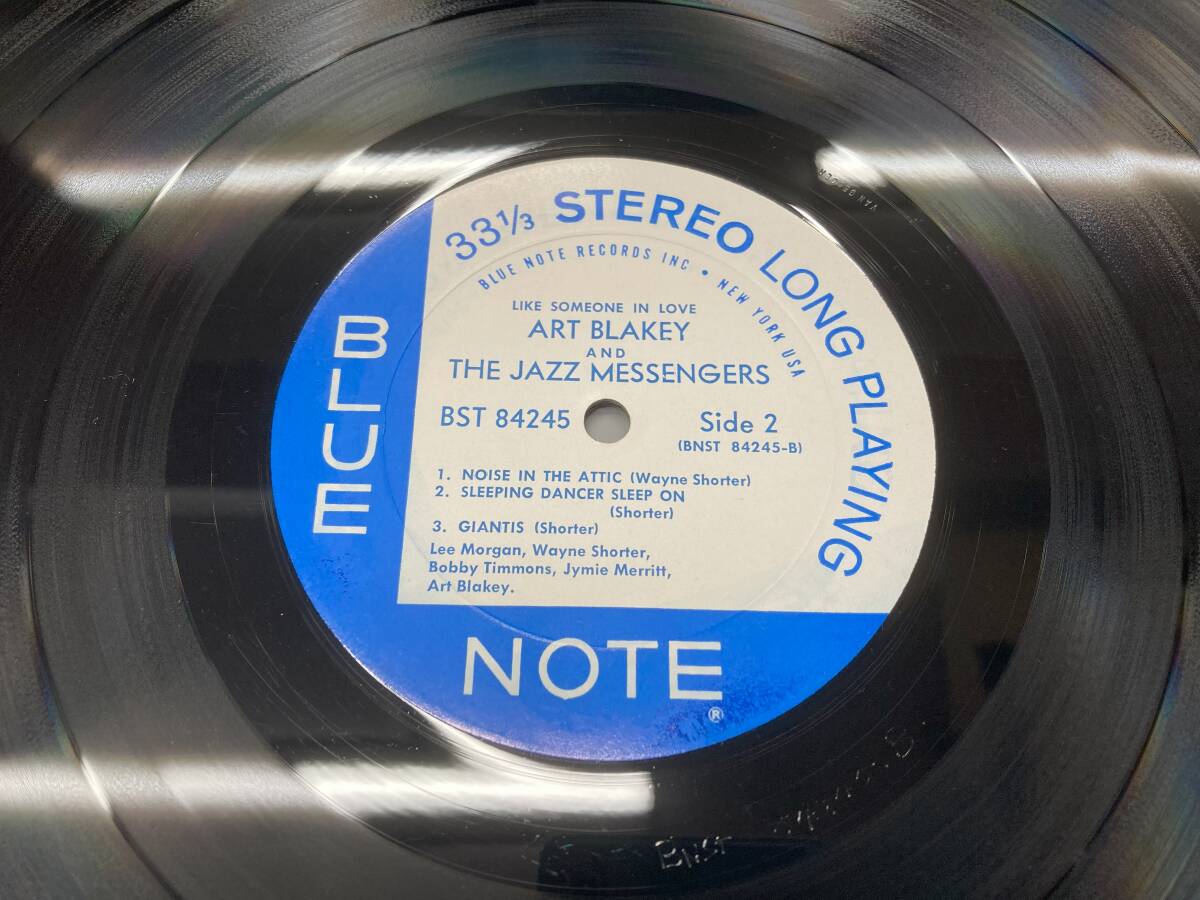 33⅓ STEREO LONG PLAYING
BLUE NOTE RECORDS INC • NEW YORK USA
LIKE SOMEONE IN LOVE
ART BLAKEY
AND
THE JAZZ MESSENGERS
BST 84245
Side 2
(BNST 84245-B)
1. NOISE IN THE ATTIC (Wayne Shorter)
2. SLEEPING DANCER SLEEP ON
(Shorter)
3. GIANTIS (Shorter)
Lee Morgan, Wayne Shorter,
Bobby Timmons, Jymie Merritt,
Art Blakey.
BLUE
NOTE
®
BNST